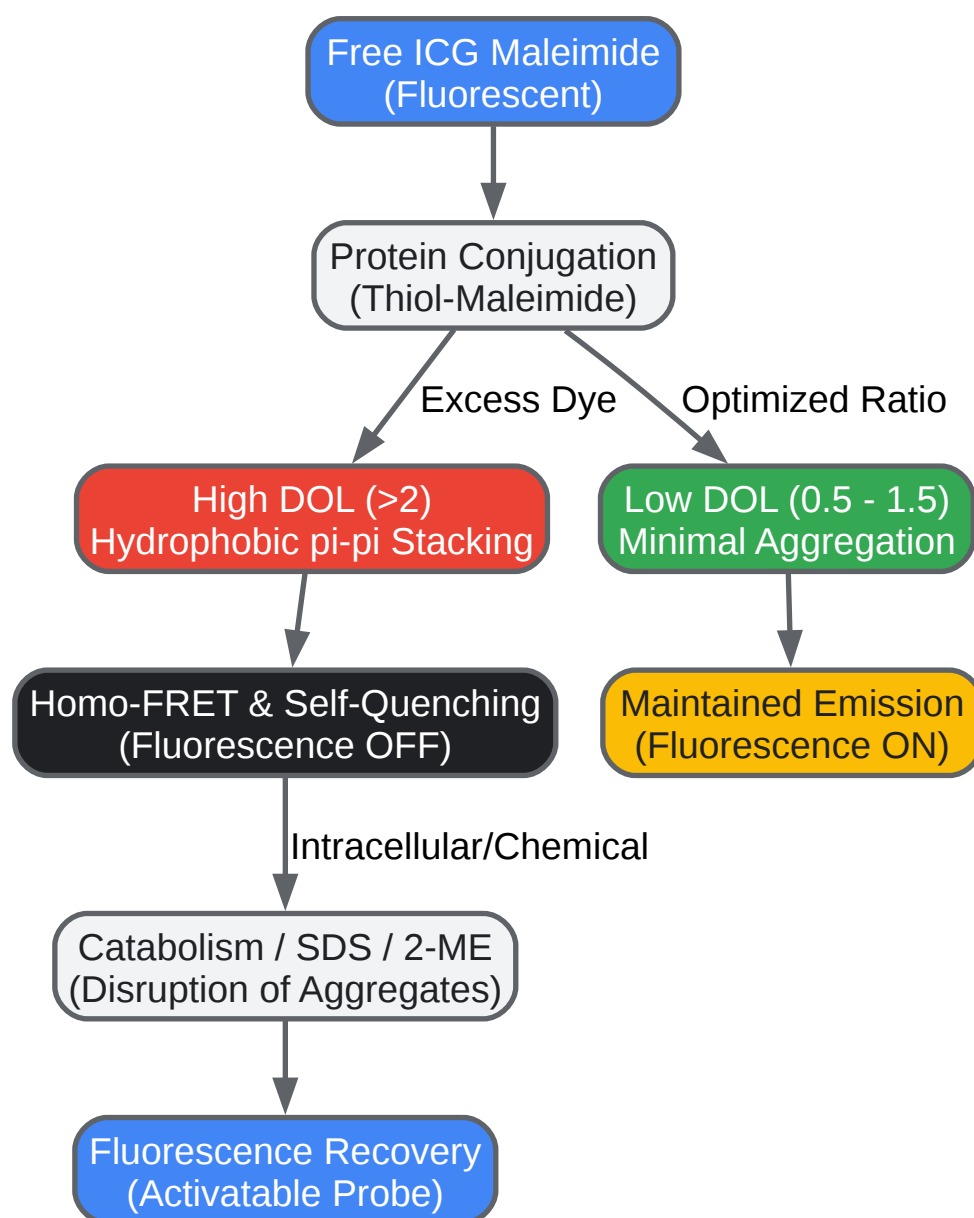 Free ICG Maleimide
(Fluorescent)
Protein Conjugation
(Thiol-Maleimide)
Excess Dye
Optimized Ratio
High DOL (>2)
Hydrophobic pi-pi Stacking
Low DOL (0.5 - 1.5)
Minimal Aggregation
Homo-FRET & Self-Quenching
(Fluorescence OFF)
Maintained Emission
(Fluorescence ON)
Intracellular/Chemical
Catabolism / SDS / 2-ME
(Disruption of Aggregates)
Fluorescence Recovery
(Activatable Probe)